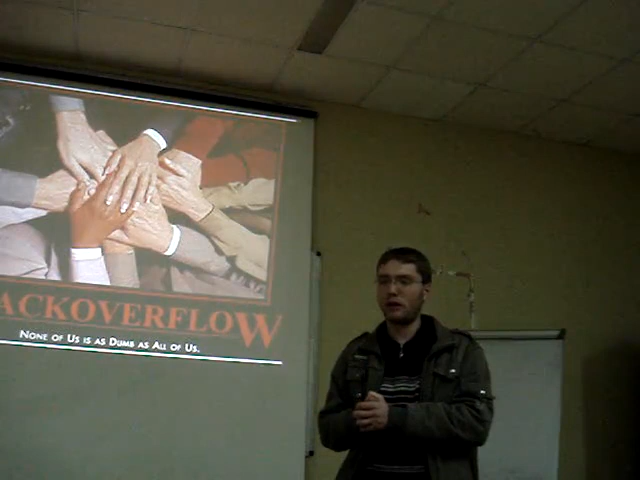 ACKOVERFLOW
NONE OF US IS AS DUMB AS ALL OF US.